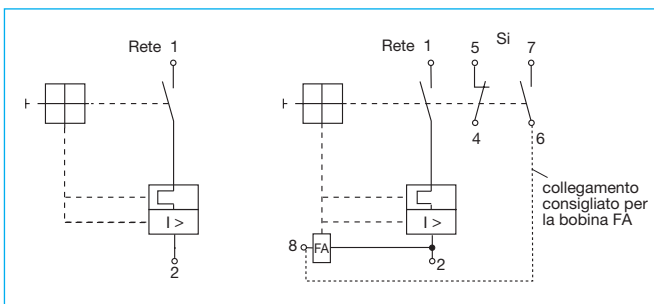 Rete 1
I >
2
Rete 1
5
Si
7
4
6
I >
8
FA
2
collegamento
consigliato per
la bobina FA